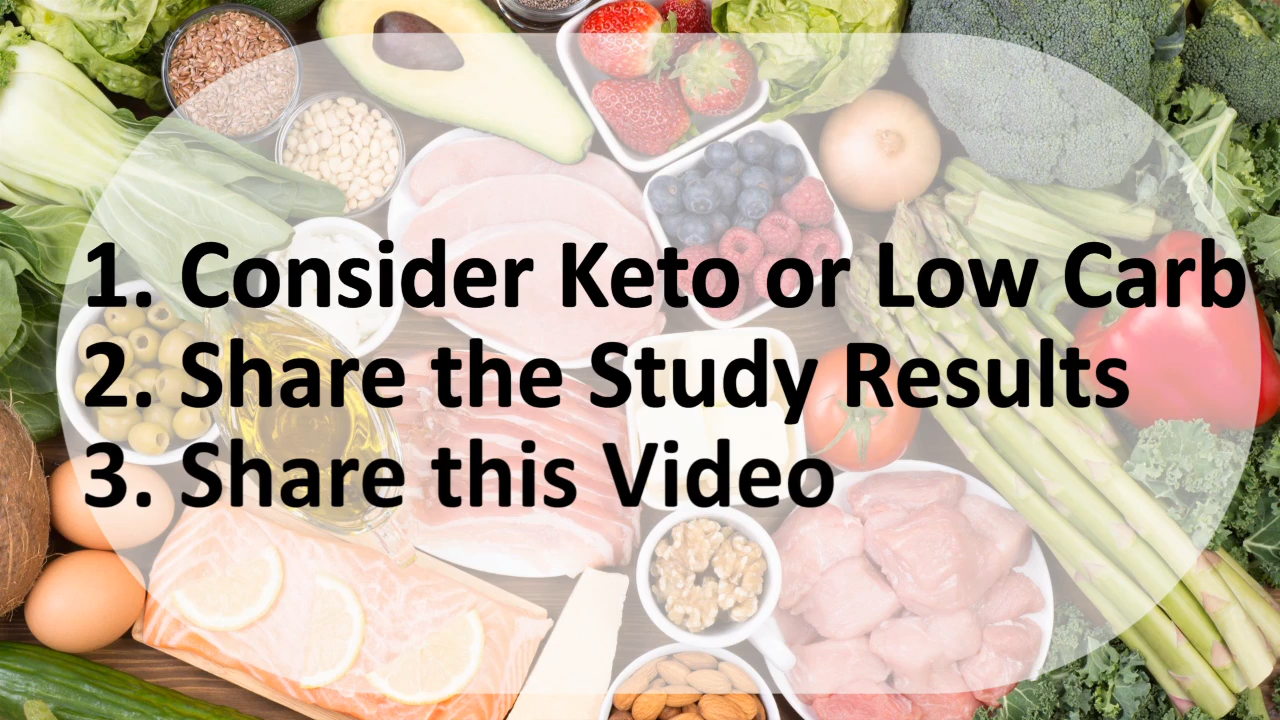 1. Consider Keto or Low Carb
2. Share the Study Results
3. Share this Video